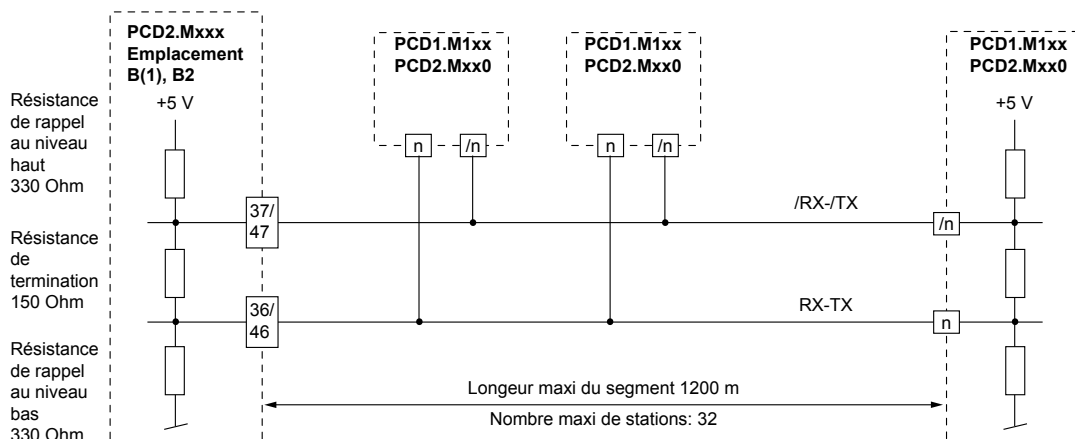 PCD2.Mxxx
Emplacement
B(1), B2
+5 V
Résistance
de rappel
au niveau
haut
330 Ohm
37/
47
Résistance
de
termination
150 Ohm
36/
46
Résistance
de rappel
au niveau
bas
330 Ohm
PCD1.M1xx
PCD2.Mxx0
n
/n
PCD1.M1xx
PCD2.Mxx0
n
/n
/RX-/TX
RX-TX
PCD1.M1xx
PCD2.Mxx0
+5 V
/n
n
Longeur maxi du segment 1200 m
Nombre maxi de stations: 32